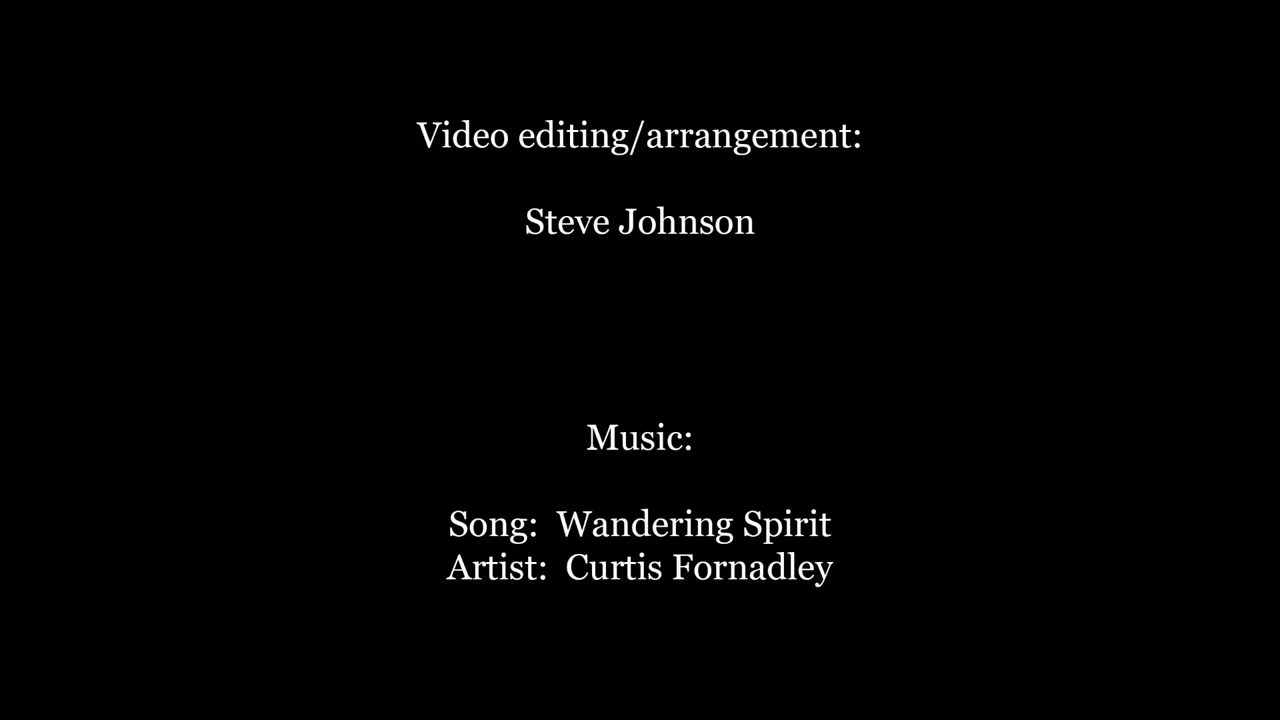 Video editing/arrangement:
Steve Johnson
Music:
Song:  Wandering Spirit
Artist:  Curtis Fornadley